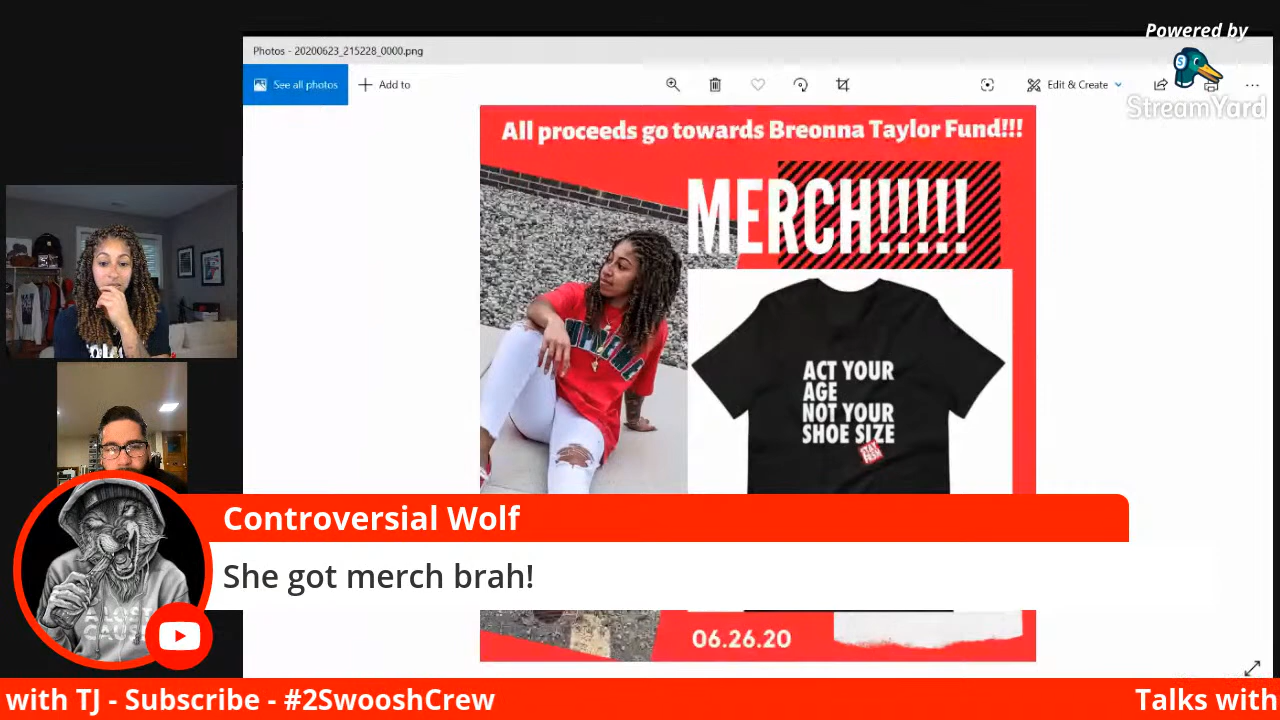 Powered by
StreamYard
Photos - 20200623_215228_0000.png
See all photos
Add to
Edit & Create
All proceeds go towards Breonna Taylor Fund!!!
MERCH!!!!!
ACT YOUR
AGE
NOT YOUR
SHOE SIZE
06.26.20
Controversial Wolf
She got merch brah!
with TJ - Subscribe - #2SwooshCrew
Talks with